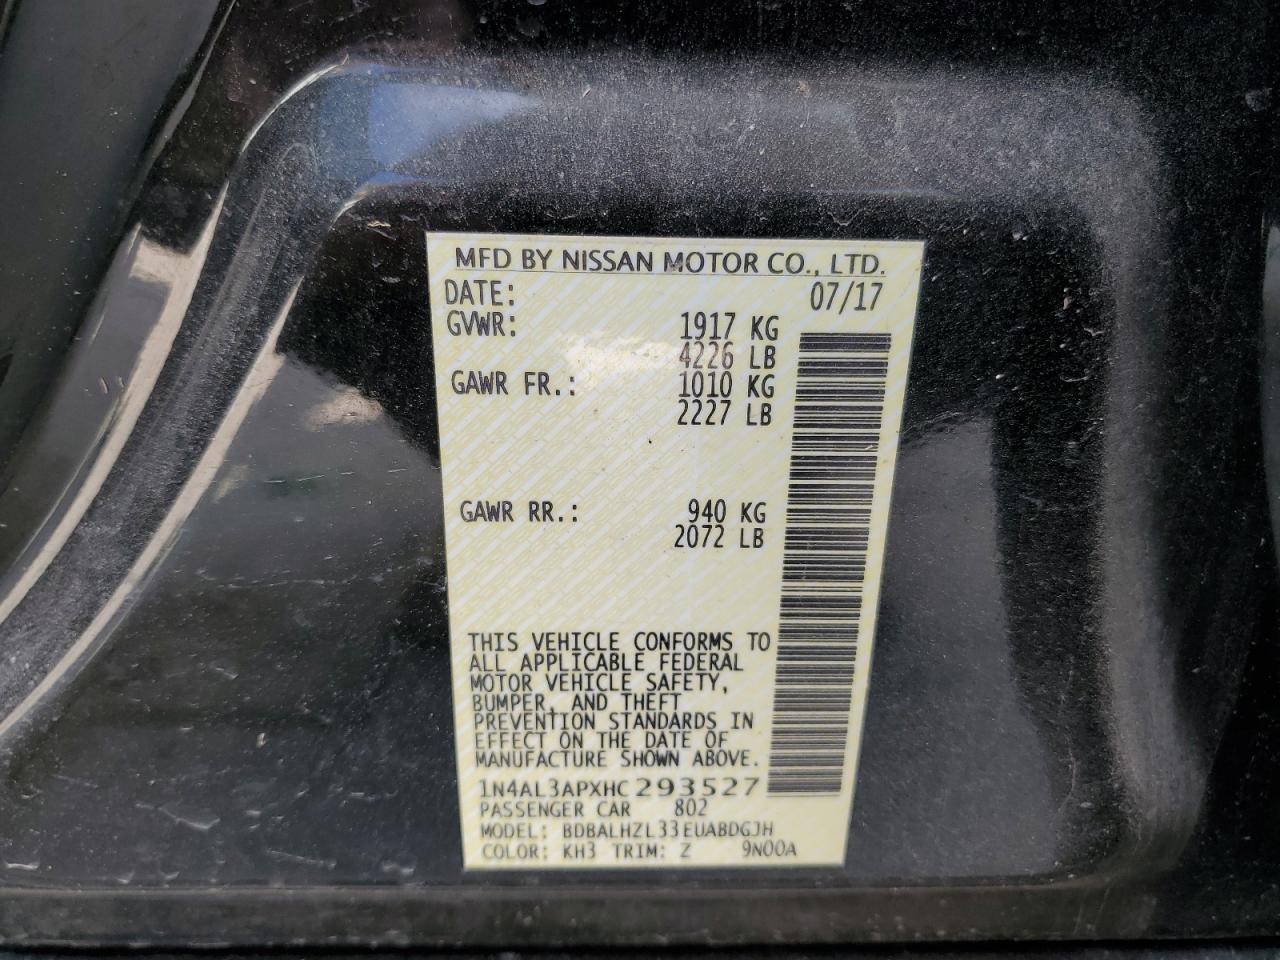 MFD BY NISSAN MOTOR CO., LTD.
DATE: 07/17
GVWR: 1917 KG
4226 LB
GAWR FR.: 1010 KG
2227 LB
GAWR RR.: 940 KG
2072 LB
THIS VEHICLE CONFORMS TO
ALL APPLICABLE FEDERAL
MOTOR VEHICLE SAFETY,
BUMPER, AND THEFT
PREVENTION STANDARDS IN
EFFECT ON THE DATE OF
MANUFACTURE SHOWN ABOVE.
1N4AL3APXHC293527
PASSENGER CAR 802
MODEL: BDBALHZL33EUABDGJH
COLOR: KH3 TRIM: Z 9N00A